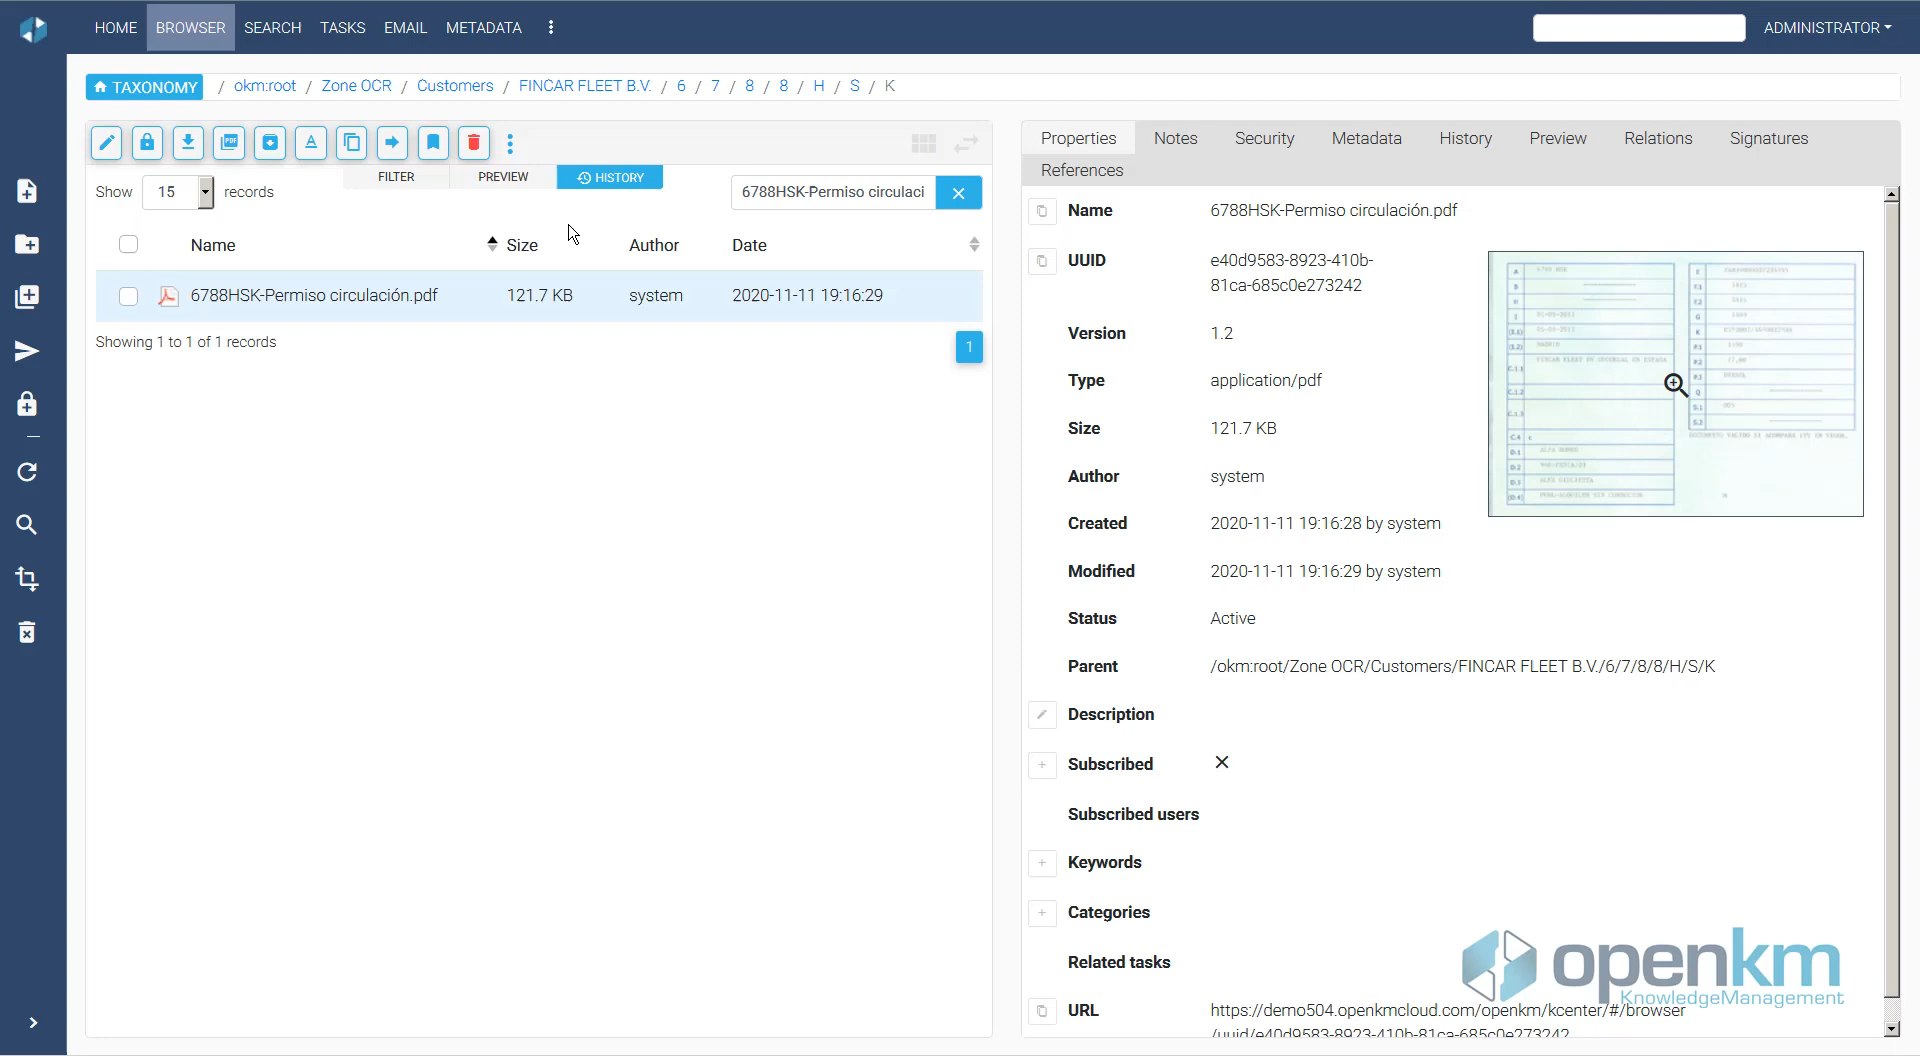 HOME BROWSER SEARCH TASKS EMAIL METADATA ADMINISTRATOR
TAXONOMY / okm:root / Zone OCR / Customers / FINCAR FLEET B.V. / 6 / 7 / 8 / 8 / H / S / K
PDF A
Show 15 records
FILTER PREVIEW HISTORY
6788HSK-Permiso circulaci
Name Size Author Date
6788HSK-Permiso circulación.pdf 121.7 KB system 2020-11-11 19:16:29
Showing 1 to 1 of 1 records
1
Properties Notes Security Metadata History Preview Relations Signatures
References
Name 6788HSK-Permiso circulación.pdf
UUID e40d9583-8923-410b-
81ca-685c0e273242
Version 1.2
Type application/pdf
Size 121.7 KB
Author system
Created 2020-11-11 19:16:28 by system
Modified 2020-11-11 19:16:29 by system
Status Active
Parent /okm:root/Zone OCR/Customers/FINCAR FLEET B.V./6/7/8/8/H/S/K
Description
Subscribed
Subscribed users
Keywords
Categories
Related tasks
URL https://demo504.openkmcloud.com/openkm/kcenter/#/browser
/uuid/e40d9583-8923-410b-81ca-685c0e273242
openkm
KnowledgeManagement